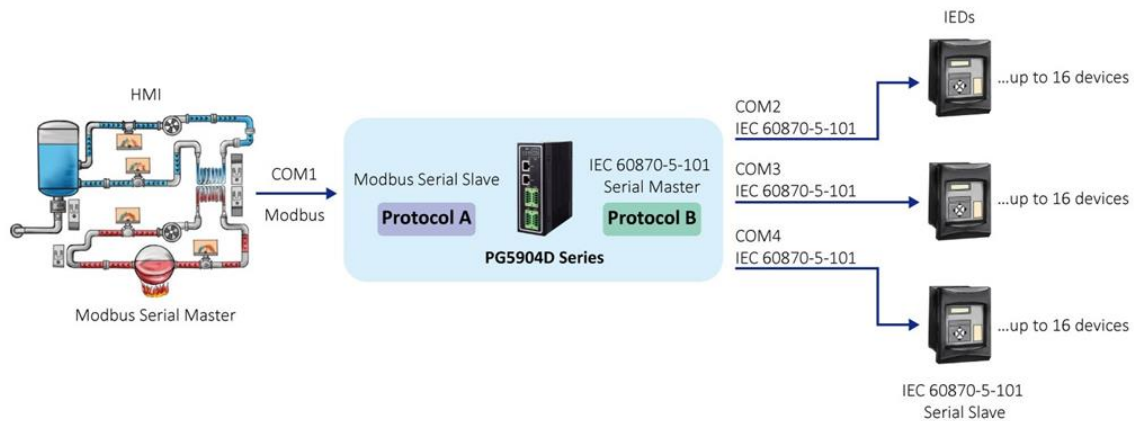 HMI
Modbus Serial Master
COM1
Modbus
Modbus Serial Slave
Protocol A
IEC 60870-5-101
Serial Master
Protocol B
PG5904D Series
COM2
IEC 60870-5-101
COM3
IEC 60870-5-101
COM4
IEC 60870-5-101
IEDs
...up to 16 devices
...up to 16 devices
...up to 16 devices
IEC 60870-5-101
Serial Slave